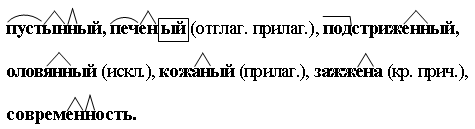 пустынный, печеный (отглаг. прилаг.), подстриженный,
оловянный (искл.), кожаный (прилаг.), зажжена (кр. прич.),
современность.